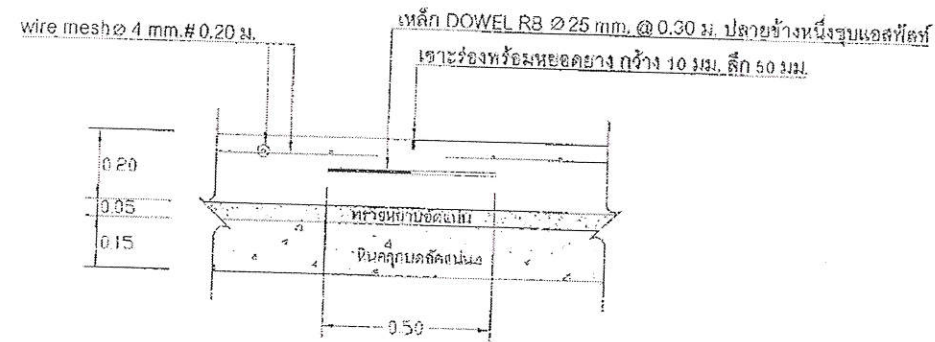 wire mesh ⌀ 4 mm.# 0.20 ม.
เหล็ก DOWEL RB ⌀ 25 mm. @ 0.30 ม. ปลายข้างหนึ่งชุบแอสฟัลท์
เซาะร่องพร้อมหยอดยาง กว้าง 10 มม. ลึก 50 มม.
0.20
0.05
0.15
ทรายหยาบอัดแน่น
หินคลุกบดอัดแน่น
0.50